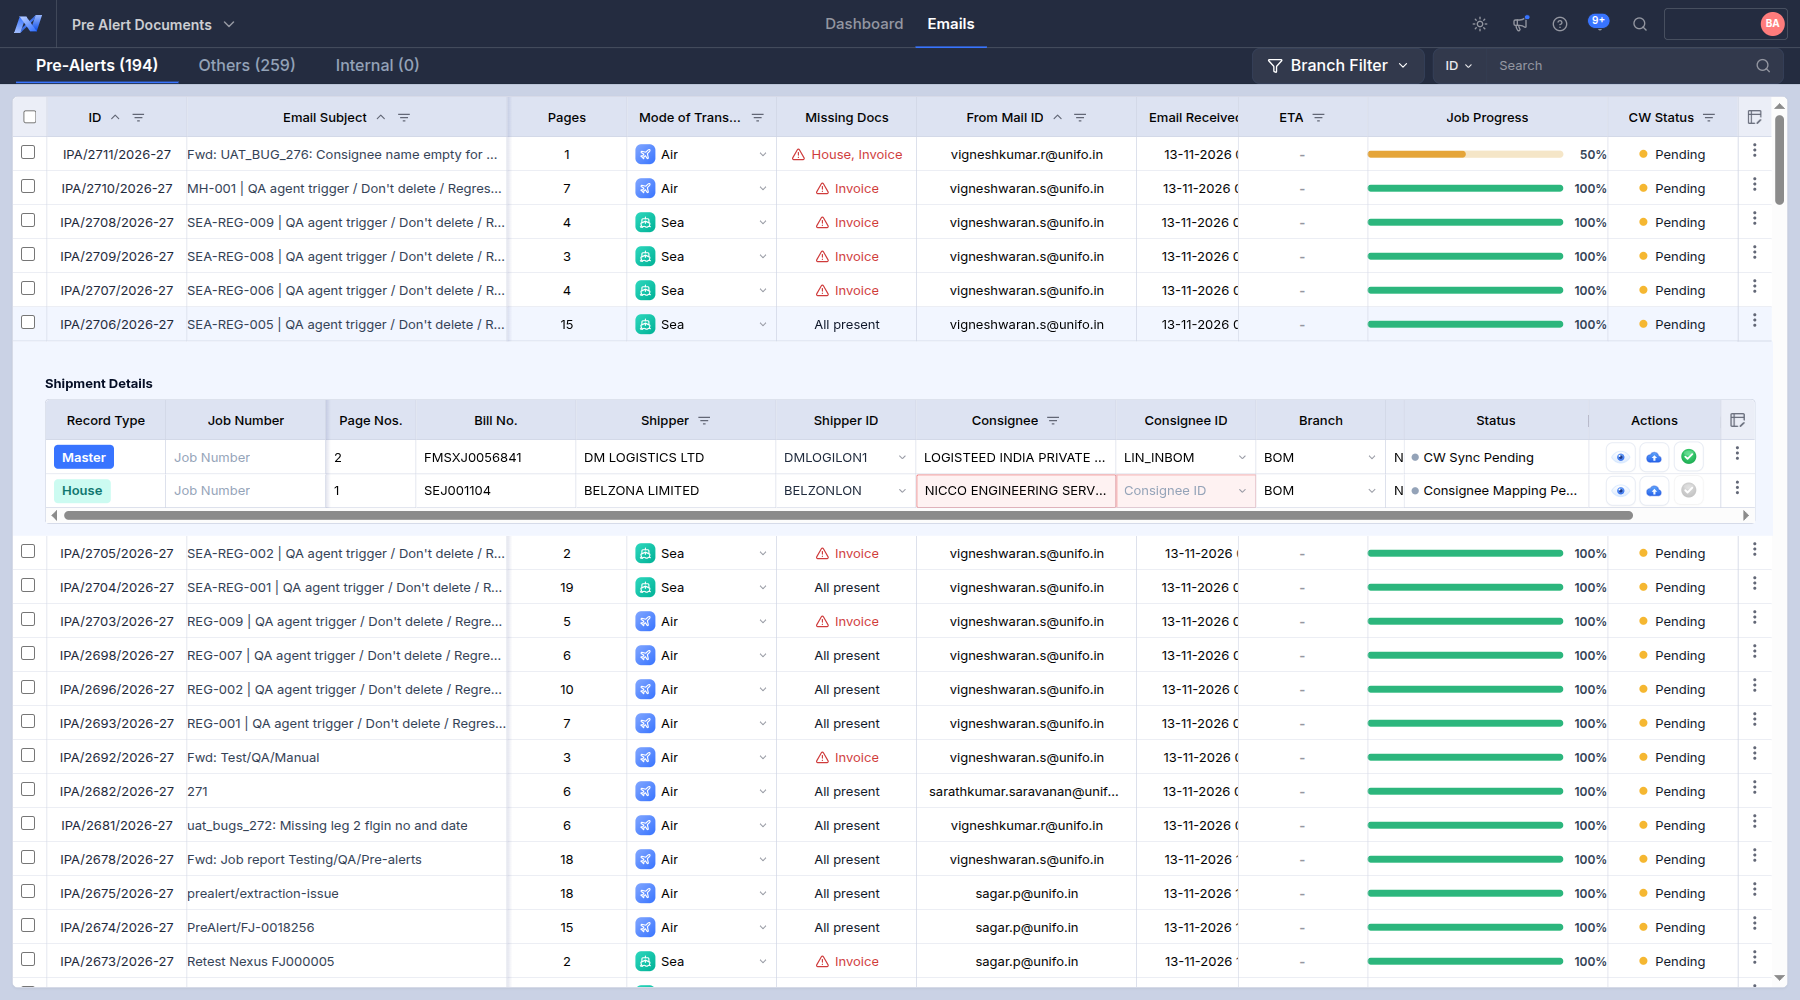 Pre Alert Documents
Dashboard
Emails
9+
BA
Pre-Alerts (194)
Others (259)
Internal (0)
Branch Filter
ID
Search
ID Email Subject Pages Mode of Trans... Missing Docs From Mail ID Email Received ETA Job Progress CW Status
IPA/2711/2026-27 Fwd: UAT_BUG_276: Consignee name empty for ... 1 Air House, Invoice vigneshkumar.r@unifo.in 13-11-2026 - 50% Pending
IPA/2710/2026-27 MH-001 | QA agent trigger / Don't delete / Regres... 7 Air Invoice vigneshwaran.s@unifo.in 13-11-2026 - 100% Pending
IPA/2708/2026-27 SEA-REG-009 | QA agent trigger / Don't delete / R... 4 Sea Invoice vigneshwaran.s@unifo.in 13-11-2026 - 100% Pending
IPA/2709/2026-27 SEA-REG-008 | QA agent trigger / Don't delete / R... 3 Sea Invoice vigneshwaran.s@unifo.in 13-11-2026 - 100% Pending
IPA/2707/2026-27 SEA-REG-006 | QA agent trigger / Don't delete / R... 4 Sea Invoice vigneshwaran.s@unifo.in 13-11-2026 - 100% Pending
IPA/2706/2026-27 SEA-REG-005 | QA agent trigger / Don't delete / R... 15 Sea All present vigneshwaran.s@unifo.in 13-11-2026 - 100% Pending
Shipment Details
Record Type Job Number Page Nos. Bill No. Shipper Shipper ID Consignee Consignee ID Branch Status Actions
Master Job Number 2 FMSXJ0056841 DM LOGISTICS LTD DMLOGILON1 LOGISTEED INDIA PRIVATE ... LIN_INBOM BOM N CW Sync Pending
House Job Number 1 SEJ001104 BELZONA LIMITED BELZONLON NICCO ENGINEERING SERV... Consignee ID BOM N Consignee Mapping Pe...
IPA/2705/2026-27 SEA-REG-002 | QA agent trigger / Don't delete / R... 2 Sea Invoice vigneshwaran.s@unifo.in 13-11-2026 - 100% Pending
IPA/2704/2026-27 SEA-REG-001 | QA agent trigger / Don't delete / R... 19 Sea All present vigneshwaran.s@unifo.in 13-11-2026 - 100% Pending
IPA/2703/2026-27 REG-009 | QA agent trigger / Don't delete / Regre... 5 Air Invoice vigneshwaran.s@unifo.in 13-11-2026 - 100% Pending
IPA/2698/2026-27 REG-007 | QA agent trigger / Don't delete / Regre... 6 Air All present vigneshwaran.s@unifo.in 13-11-2026 - 100% Pending
IPA/2696/2026-27 REG-002 | QA agent trigger / Don't delete / Regre... 10 Air All present vigneshwaran.s@unifo.in 13-11-2026 - 100% Pending
IPA/2693/2026-27 REG-001 | QA agent trigger / Don't delete / Regres... 7 Air All present vigneshwaran.s@unifo.in 13-11-2026 - 100% Pending
IPA/2692/2026-27 Fwd: Test/QA/Manual 3 Air Invoice vigneshwaran.s@unifo.in 13-11-2026 - 100% Pending
IPA/2682/2026-27 271 6 Air All present sarathkumar.saravanan@unif... 13-11-2026 - 100% Pending
IPA/2681/2026-27 uat_bugs_272: Missing leg 2 flgin no and date 6 Air All present vigneshkumar.r@unifo.in 13-11-2026 - 100% Pending
IPA/2678/2026-27 Fwd: Job report Testing/QA/Pre-alerts 18 Air All present vigneshwaran.s@unifo.in 13-11-2026 - 100% Pending
IPA/2675/2026-27 prealert/extraction-issue 18 Air All present sagar.p@unifo.in 13-11-2026 - 100% Pending
IPA/2674/2026-27 PreAlert/FJ-0018256 15 Air All present sagar.p@unifo.in 13-11-2026 - 100% Pending
IPA/2673/2026-27 Retest Nexus FJ000005 2 Sea Invoice sagar.p@unifo.in 13-11-2026 - 100% Pending